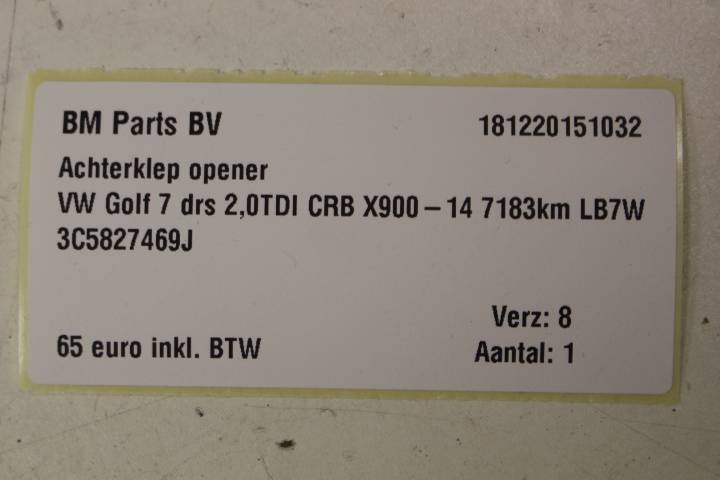 BM Parts BV 181220151032
Achterklep opener
VW Golf 7 drs 2,0TDI CRB X900-14 7183km LB7W
3C5827469J
Verz: 8
65 euro inkl. BTW Aantal: 1